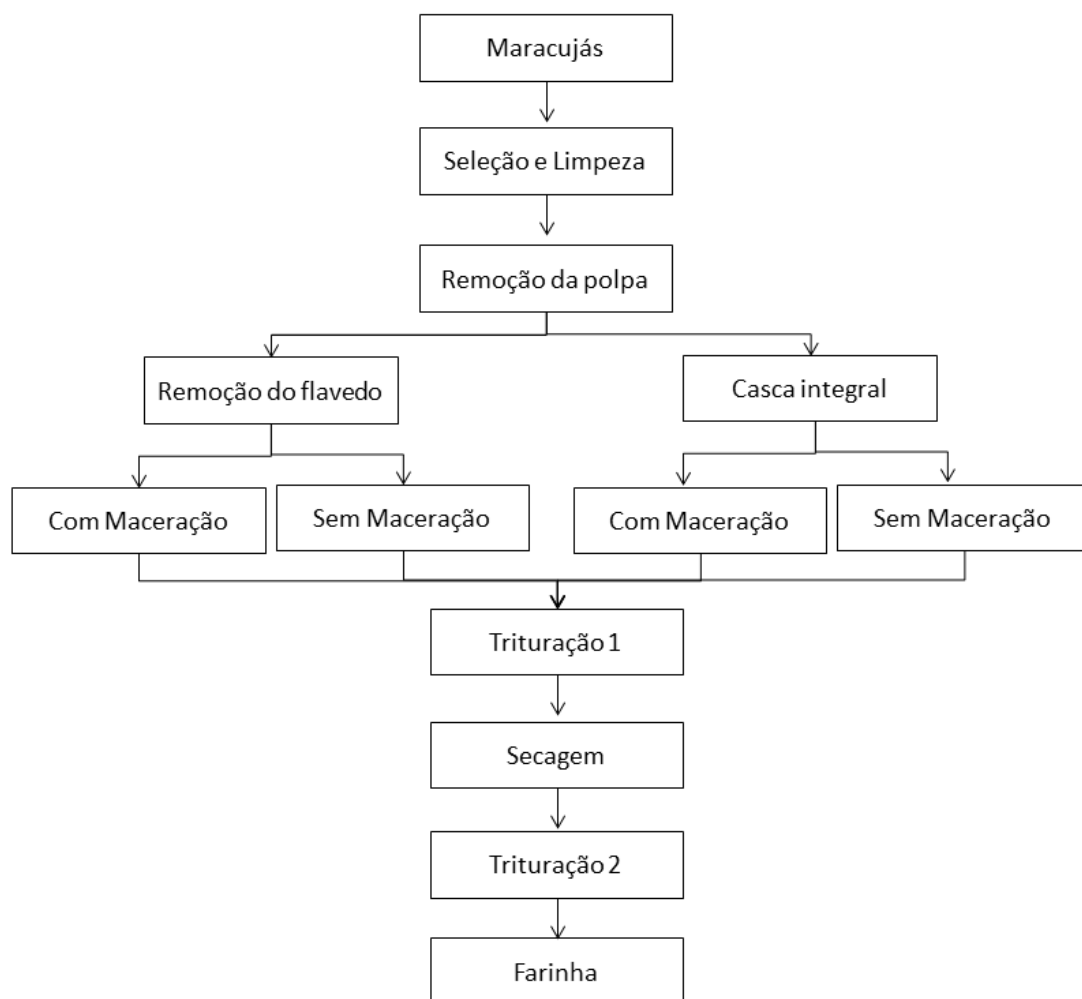 Maracujás
Seleção e Limpeza
Remoção da polpa
Remoção do flavedo
Casca integral
Com Maceração
Sem Maceração
Com Maceração
Sem Maceração
Trituração 1
Secagem
Trituração 2
Farinha